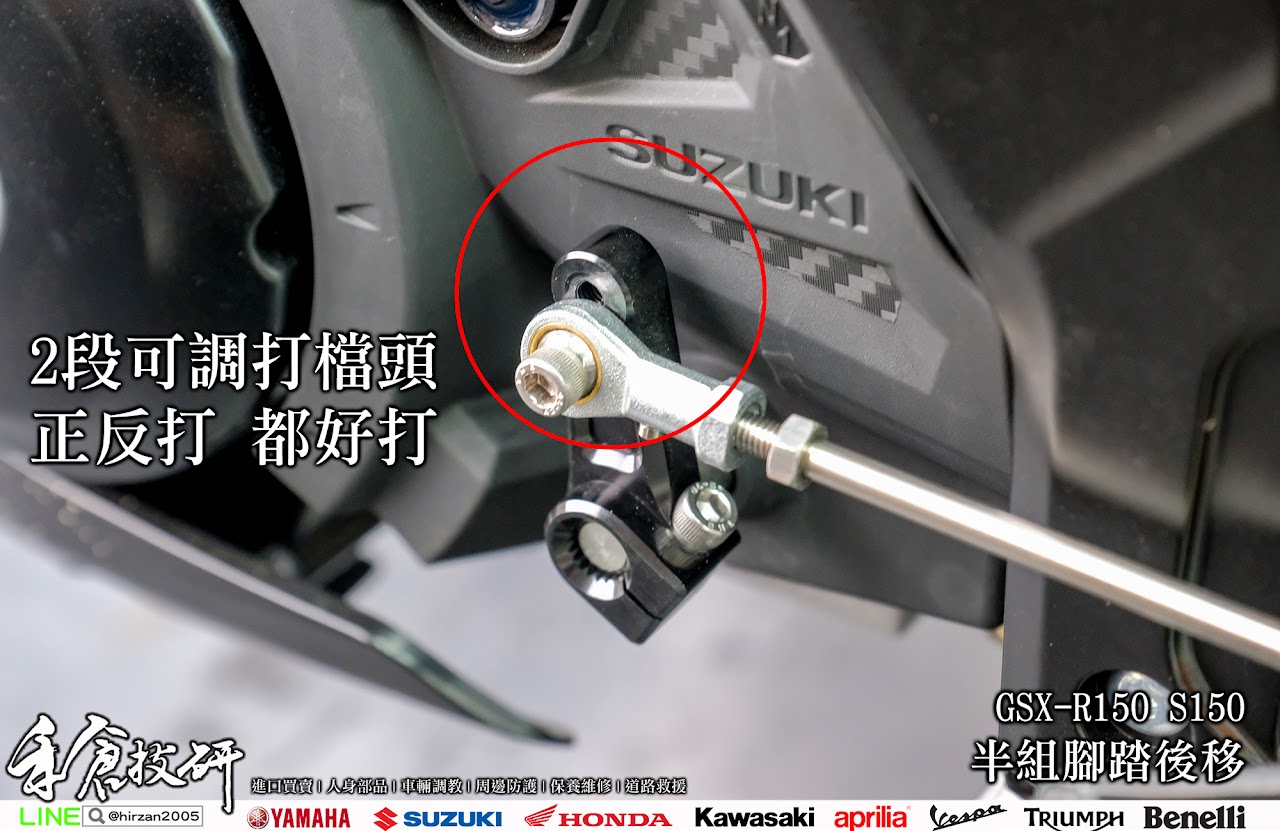 SUZUKI
2段可調打檔頭
正反打 都好打
GSX-R150 S150
半組腳踏後移
手倉技研
進口買賣 | 人身部品 | 車輛調教 | 周邊防護 | 保養維修 | 道路救援
LINE @hirzan2005 YAMAHA SUZUKI HONDA Kawasaki aprilia Vespa TRIUMPH Benelli